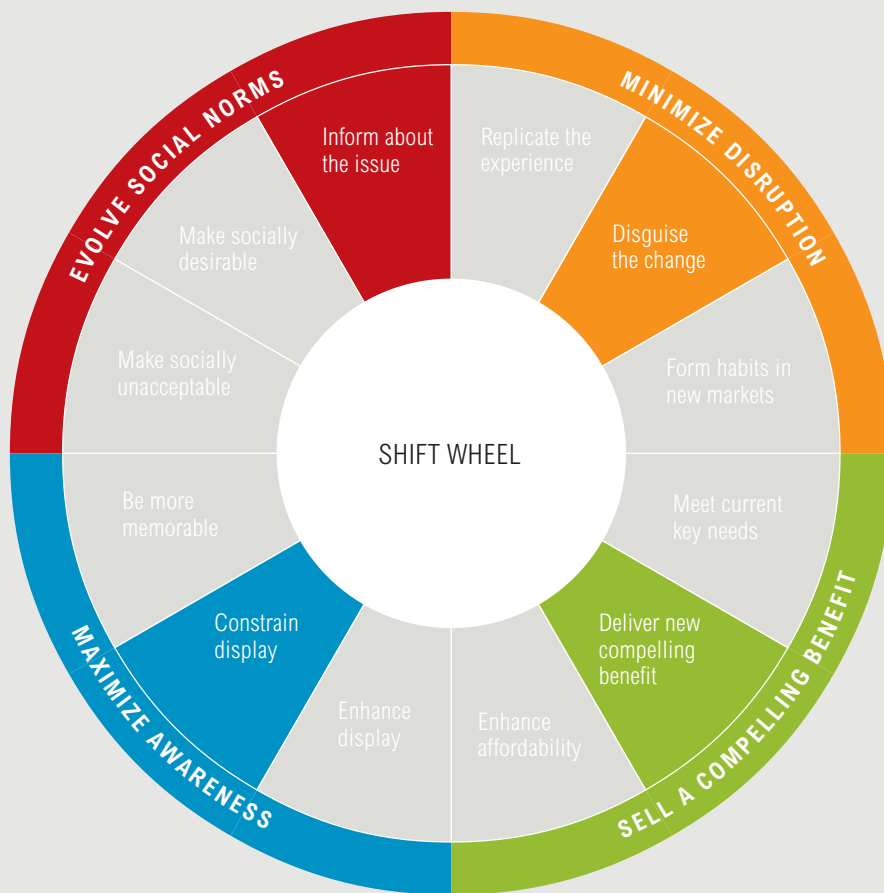 EVOLVE SOCIAL NORMS
MINIMIZE DISRUPTION
Inform about
the issue
Replicate the
experience
Make socially
desirable
Disguise
the change
Make socially
unacceptable
Form habits in
new markets
SHIFT WHEEL
Be more
memorable
Meet current
key needs
Constrain
display
Deliver new
compelling
benefit
Enhance
display
Enhance
affordability
MAXIMIZE AWARENESS
SELL A COMPELLING BENEFIT